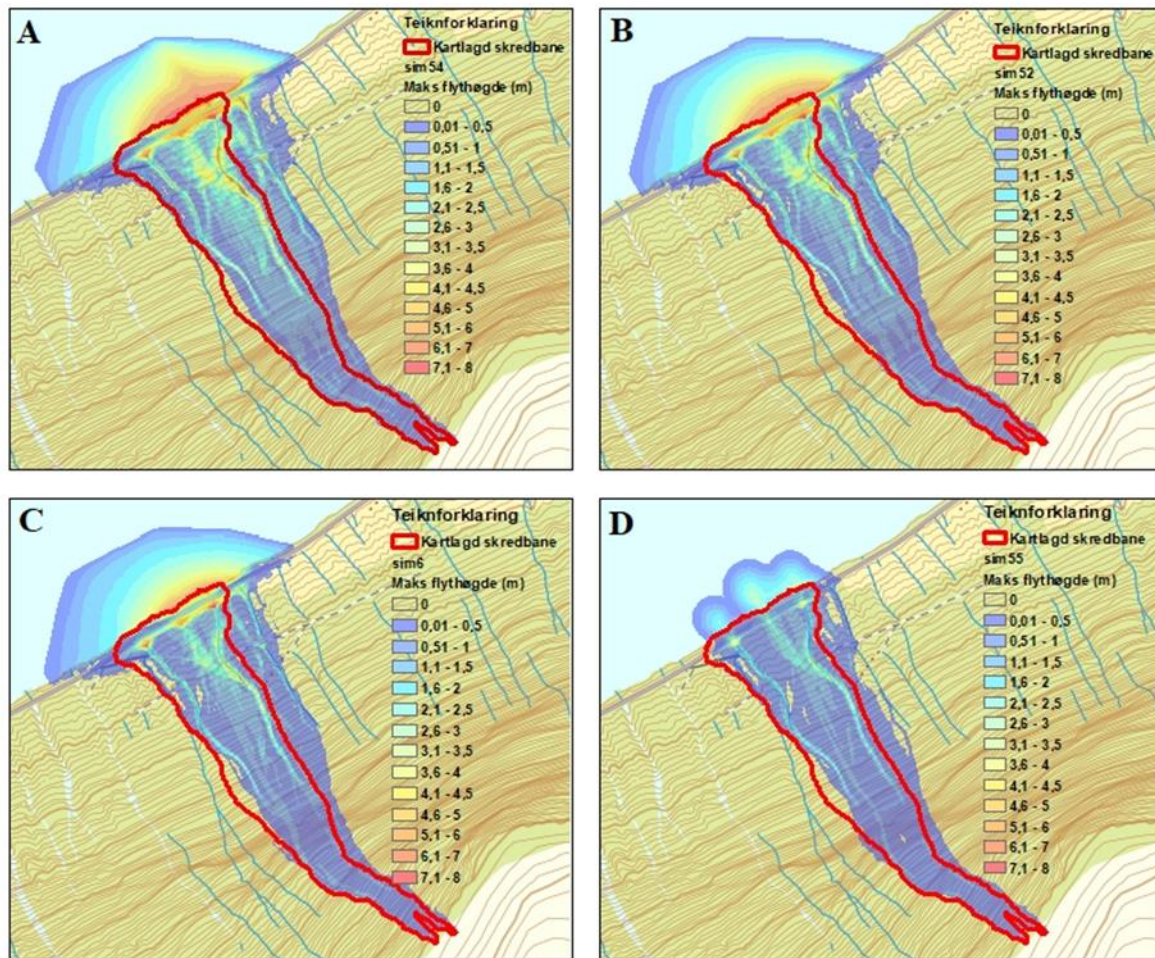 A
Teiknforklaring
Kartlagd skredbane
sim54
Maks flythøgde (m)
0
0,01 - 0,5
0,51 - 1
1,1 - 1,5
1,6 - 2
2,1 - 2,5
2,6 - 3
3,1 - 3,5
3,6 - 4
4,1 - 4,5
4,6 - 5
5,1 - 6
6,1 - 7
7,1 - 8
B
Teiknforklaring
Kartlagd skredbane
sim52
Maks flythøgde (m)
0
0,01 - 0,5
0,51 - 1
1,1 - 1,5
1,6 - 2
2,1 - 2,5
2,6 - 3
3,1 - 3,5
3,6 - 4
4,1 - 4,5
4,6 - 5
5,1 - 6
6,1 - 7
7,1 - 8
C
Teiknforklaring
Kartlagd skredbane
sim6
Maks flythøgde (m)
0
0,01 - 0,5
0,51 - 1
1,1 - 1,5
1,6 - 2
2,1 - 2,5
2,6 - 3
3,1 - 3,5
3,6 - 4
4,1 - 4,5
4,6 - 5
5,1 - 6
6,1 - 7
7,1 - 8
D
Teiknforklaring
Kartlagd skredbane
sim55
Maks flythøgde (m)
0
0,01 - 0,5
0,51 - 1
1,1 - 1,5
1,6 - 2
2,1 - 2,5
2,6 - 3
3,1 - 3,5
3,6 - 4
4,1 - 4,5
4,6 - 5
5,1 - 6
6,1 - 7
7,1 - 8